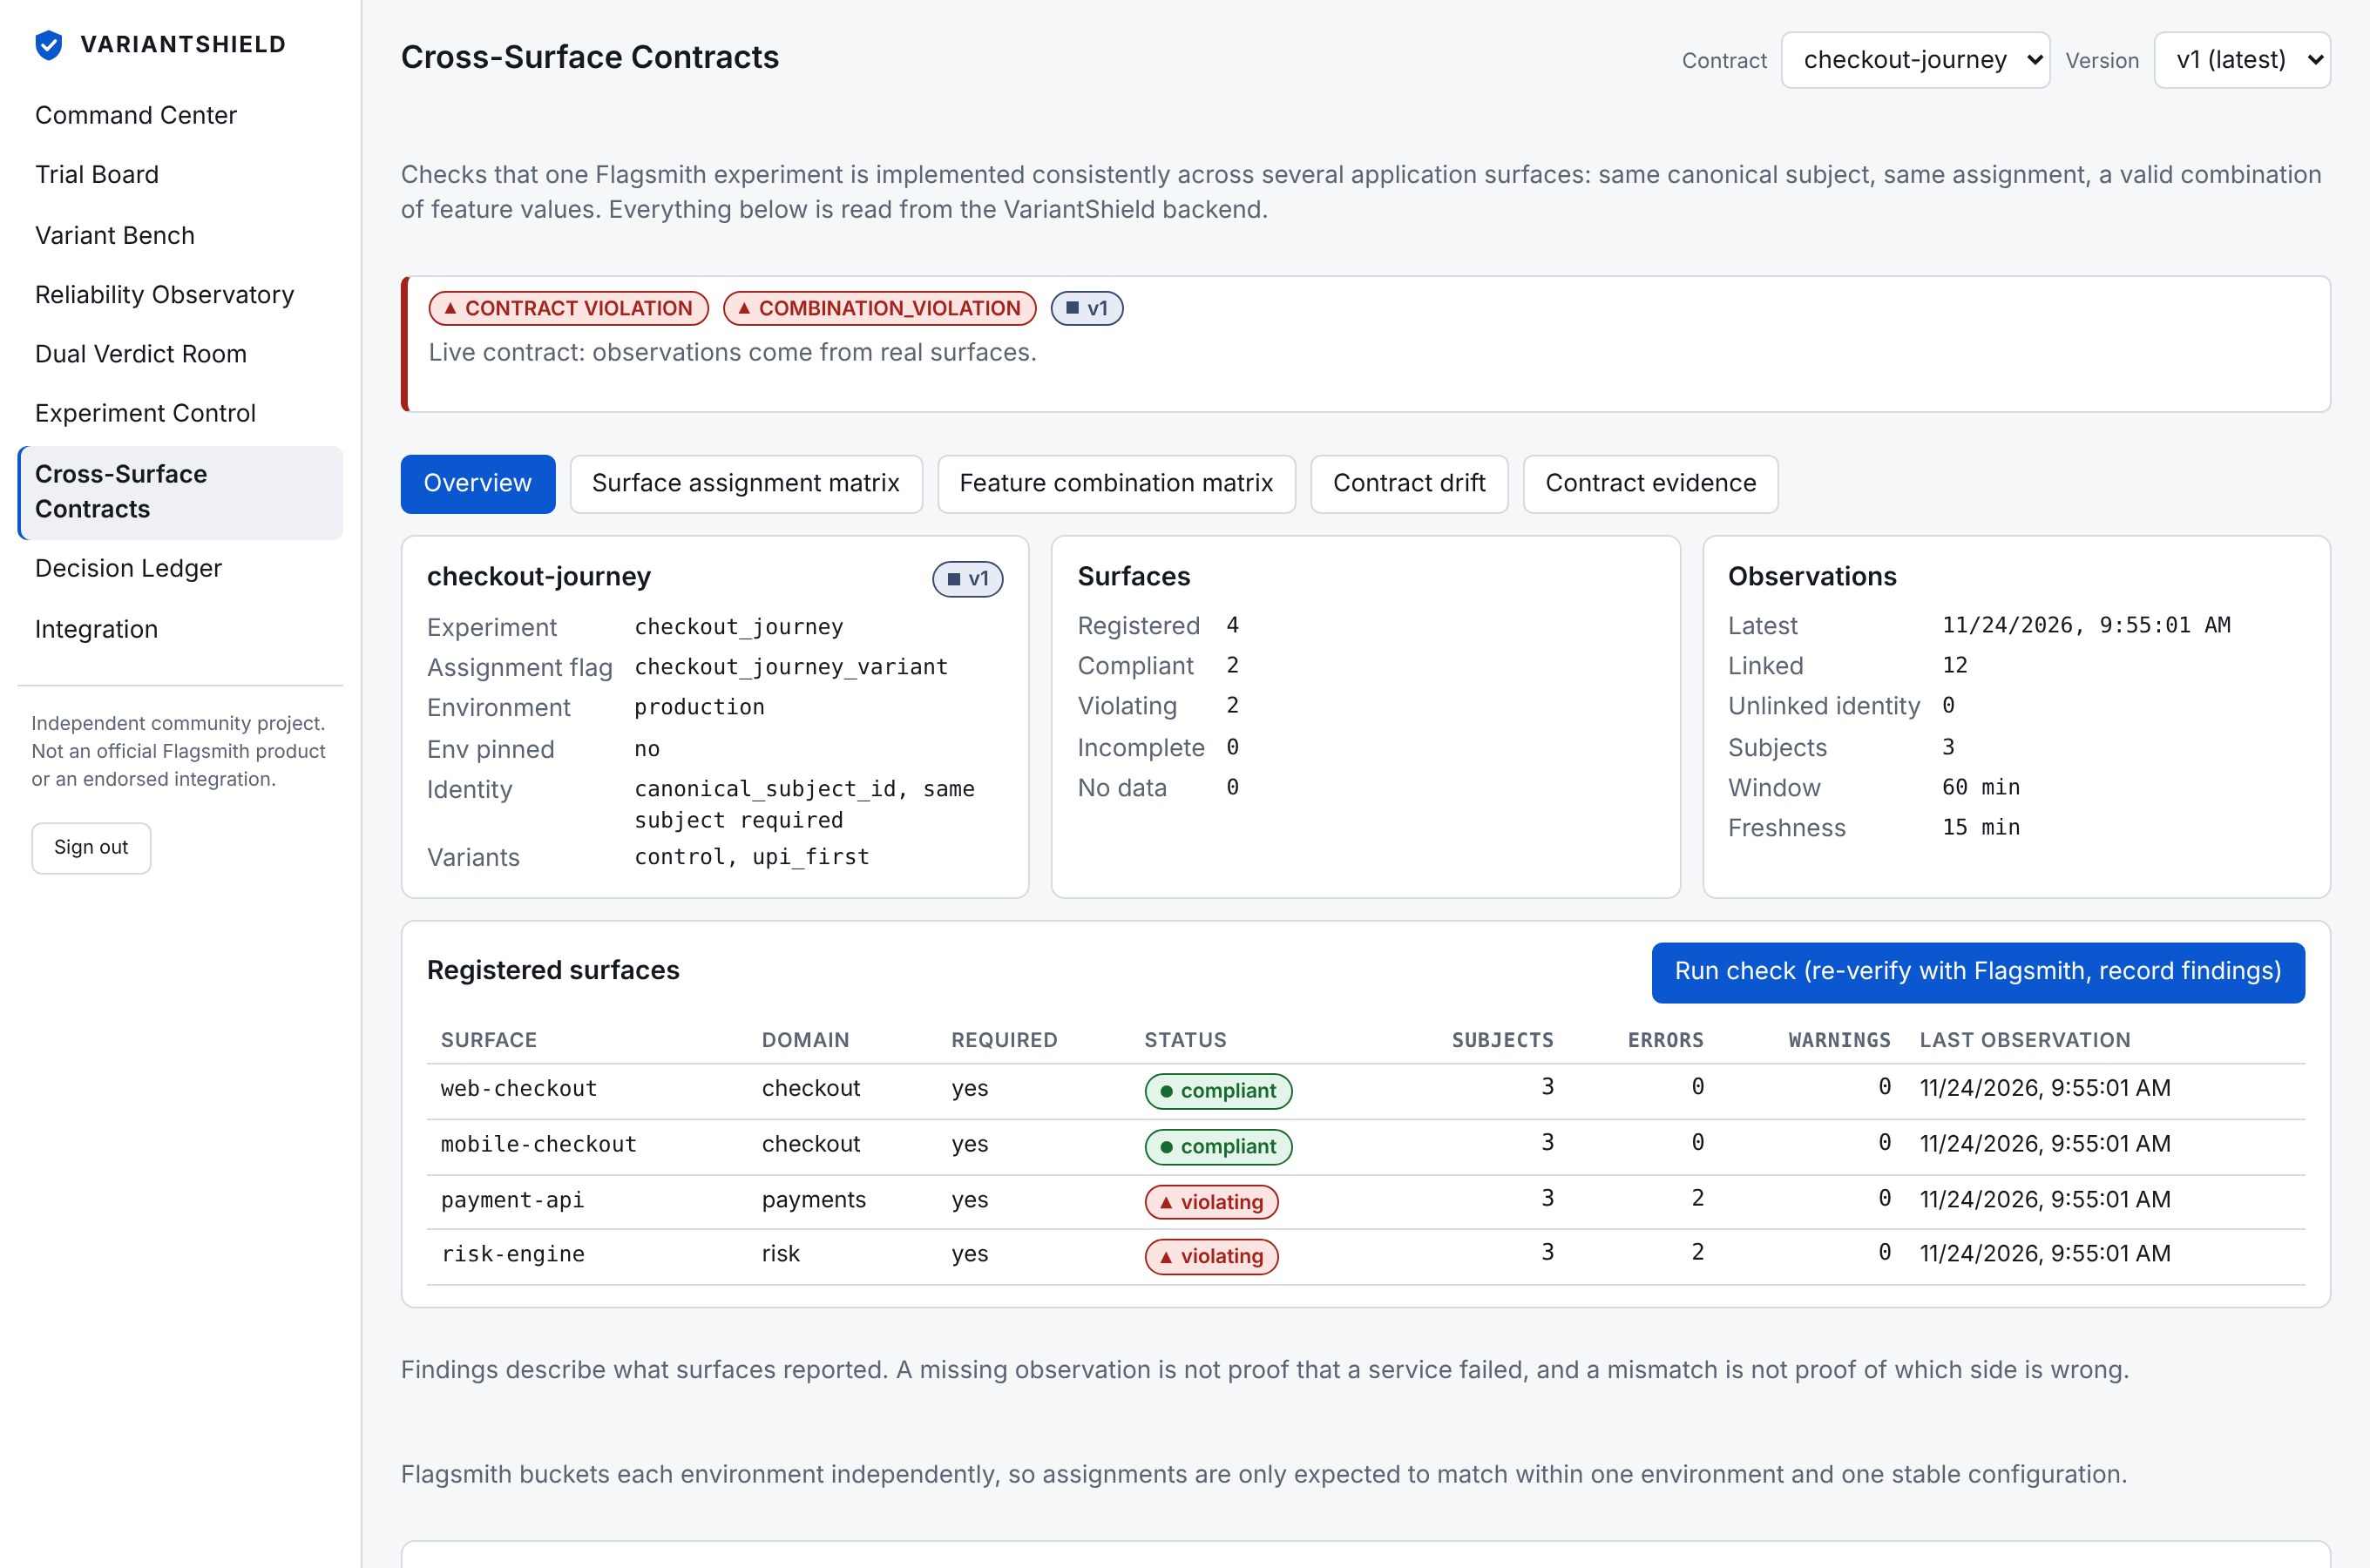 VARIANTSHIELD
Command Center
Trial Board
Variant Bench
Reliability Observatory
Dual Verdict Room
Experiment Control
Cross-Surface
Contracts
Decision Ledger
Integration
Independent community project.
Not an official Flagsmith product
or an endorsed integration.
Sign out
Cross-Surface Contracts
Contract checkout-journey Version v1 (latest)
Checks that one Flagsmith experiment is implemented consistently across several application surfaces: same canonical subject, same assignment, a valid combination
of feature values. Everything below is read from the VariantShield backend.
▲ CONTRACT VIOLATION ▲ COMBINATION_VIOLATION ■ v1
Live contract: observations come from real surfaces.
Overview Surface assignment matrix Feature combination matrix Contract drift Contract evidence
checkout-journey ■ v1
Experiment checkout_journey
Assignment flag checkout_journey_variant
Environment production
Env pinned no
Identity canonical_subject_id, same
subject required
Variants control, upi_first
Surfaces
Registered 4
Compliant 2
Violating 2
Incomplete 0
No data 0
Observations
Latest 11/24/2026, 9:55:01 AM
Linked 12
Unlinked identity 0
Subjects 3
Window 60 min
Freshness 15 min
Registered surfaces Run check (re-verify with Flagsmith, record findings)
SURFACE DOMAIN REQUIRED STATUS SUBJECTS ERRORS WARNINGS LAST OBSERVATION
web-checkout checkout yes ● compliant 3 0 0 11/24/2026, 9:55:01 AM
mobile-checkout checkout yes ● compliant 3 0 0 11/24/2026, 9:55:01 AM
payment-api payments yes ▲ violating 3 2 0 11/24/2026, 9:55:01 AM
risk-engine risk yes ▲ violating 3 2 0 11/24/2026, 9:55:01 AM
Findings describe what surfaces reported. A missing observation is not proof that a service failed, and a mismatch is not proof of which side is wrong.
Flagsmith buckets each environment independently, so assignments are only expected to match within one environment and one stable configuration.